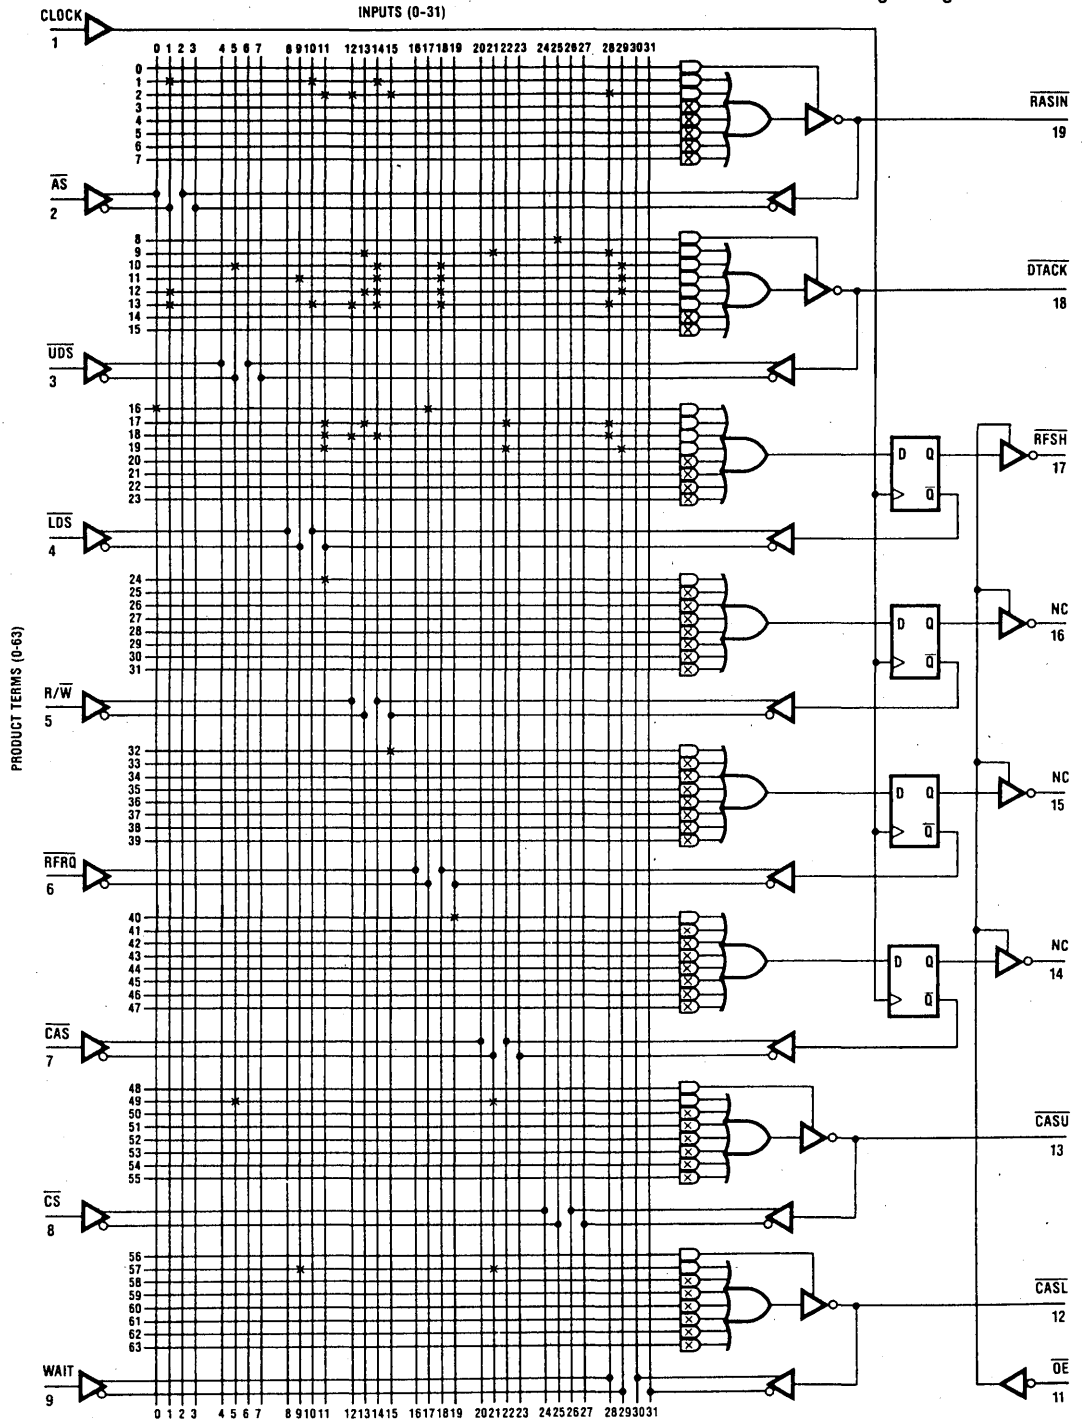 CLOCK
1
INPUTS (0-31)
0 1 2 3 4 5 6 7 8 9 10 11 12 13 14 15 16 17 18 19 20 21 22 23 24 25 26 27 28 29 30 31
PRODUCT TERMS (0-63)
0
1
2
3
4
5
6
7
RASIN
19
AS
2
8
9
10
11
12
13
14
15
DTACK
18
UDS
3
16
17
18
19
20
21
22
23
D Q
Q
RFSH
17
LDS
4
24
25
26
27
28
29
30
31
D Q
Q
NC
16
R/W
5
32
33
34
35
36
37
38
39
D Q
Q
NC
15
RFRQ
6
40
41
42
43
44
45
46
47
D Q
Q
NC
14
CAS
7
48
49
50
51
52
53
54
55
CASU
13
CS
8
56
57
58
59
60
61
62
63
CASL
12
WAIT
9
OE
11
0 1 2 3 4 5 6 7 8 9 10 11 12 13 14 15 16 17 18 19 20 21 22 23 24 25 26 27 28 29 30 31